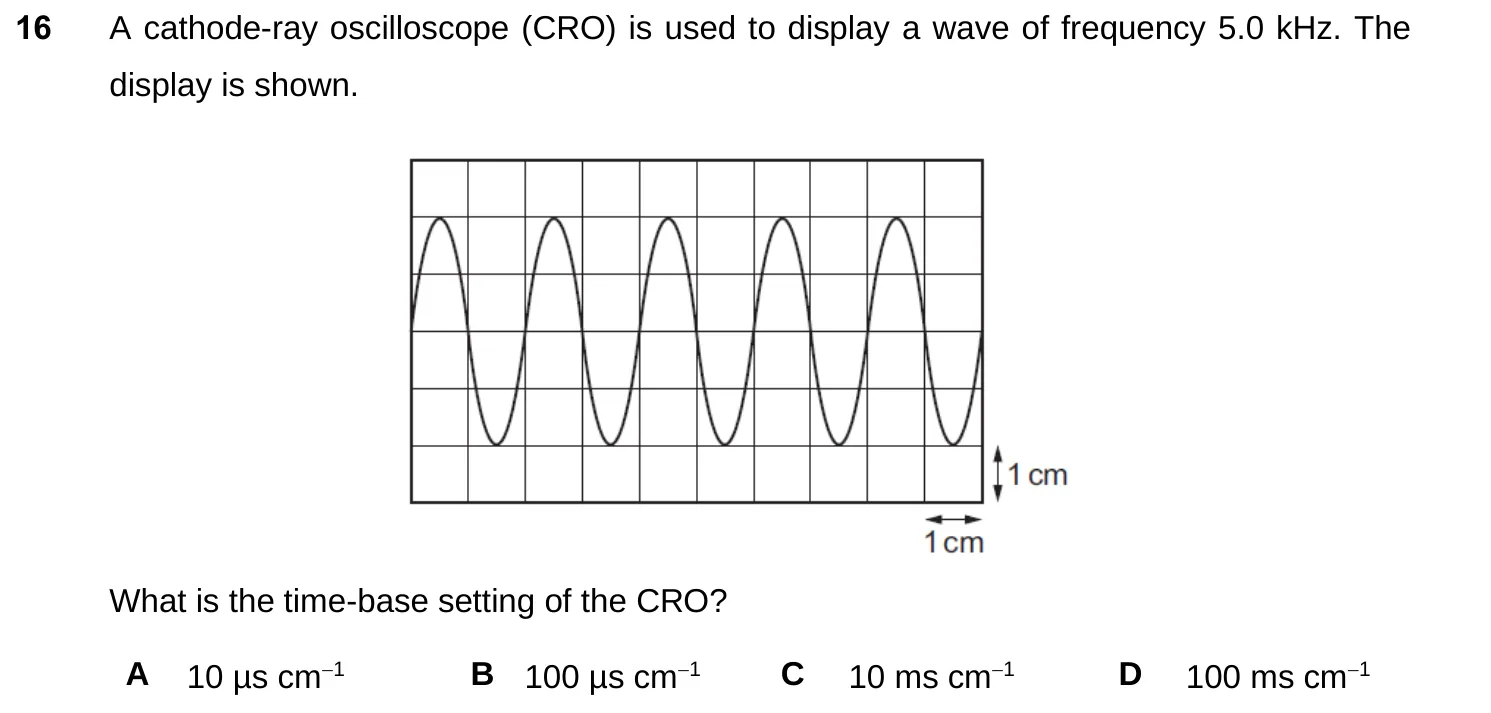 16 A cathode-ray oscilloscope (CRO) is used to display a wave of frequency 5.0 kHz. The
display is shown.
1 cm
1 cm
What is the time-base setting of the CRO?
A 10 µs cm⁻¹ B 100 µs cm⁻¹ C 10 ms cm⁻¹ D 100 ms cm⁻¹